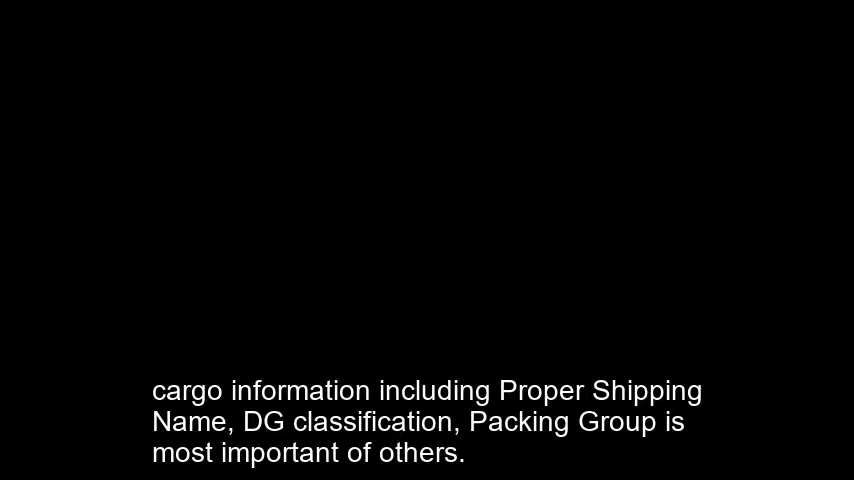 cargo information including Proper Shipping
Name, DG classification, Packing Group is
most important of others.